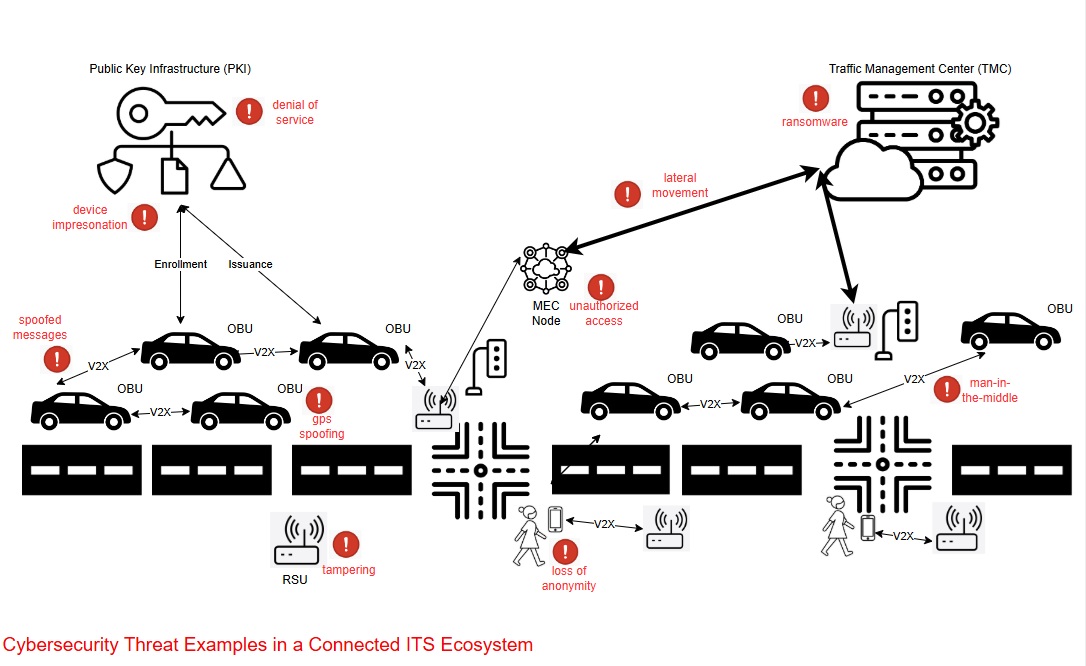 Public Key Infrastructure (PKI)
Traffic Management Center (TMC)
denial of
service
ransomware
lateral
movement
device
impresonation
Enrollment
Issuance
MEC
Node
unauthorized
access
spoofed
messages
OBU
OBU
OBU
OBU
V2X
V2X
V2X
V2X
OBU
OBU
OBU
OBU
V2X
V2X
V2X
man-in-
the-middle
gps
spoofing
V2X
V2X
RSU
tampering
loss of
anonymity
Cybersecurity Threat Examples in a Connected ITS Ecosystem